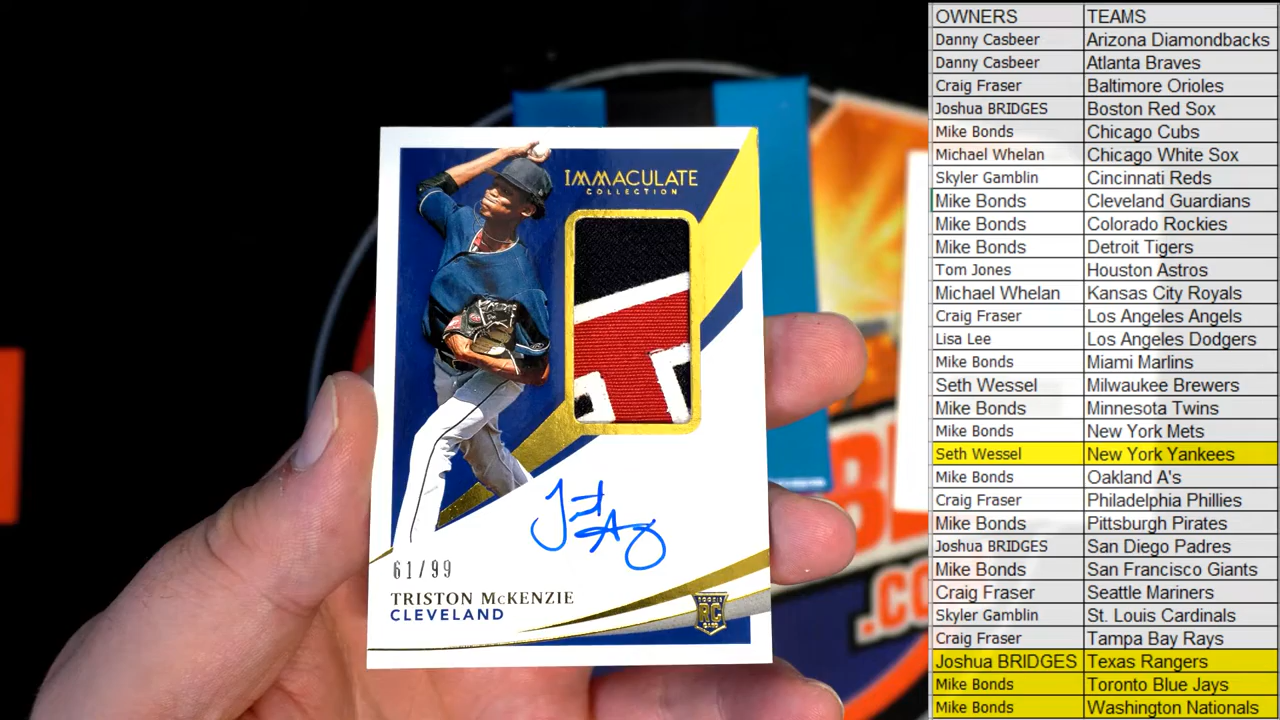 IMMACULATE
COLLECTION
61/99
TRISTON McKENZIE
CLEVELAND
RC
.CO
OWNERS TEAMS
Danny Casbeer Arizona Diamondbacks
Danny Casbeer Atlanta Braves
Craig Fraser Baltimore Orioles
Joshua BRIDGES Boston Red Sox
Mike Bonds Chicago Cubs
Michael Whelan Chicago White Sox
Skyler Gamblin Cincinnati Reds
Mike Bonds Cleveland Guardians
Mike Bonds Colorado Rockies
Mike Bonds Detroit Tigers
Tom Jones Houston Astros
Michael Whelan Kansas City Royals
Craig Fraser Los Angeles Angels
Lisa Lee Los Angeles Dodgers
Mike Bonds Miami Marlins
Seth Wessel Milwaukee Brewers
Mike Bonds Minnesota Twins
Mike Bonds New York Mets
Seth Wessel New York Yankees
Mike Bonds Oakland A's
Craig Fraser Philadelphia Phillies
Mike Bonds Pittsburgh Pirates
Joshua BRIDGES San Diego Padres
Mike Bonds San Francisco Giants
Craig Fraser Seattle Mariners
Skyler Gamblin St. Louis Cardinals
Craig Fraser Tampa Bay Rays
Joshua BRIDGES Texas Rangers
Mike Bonds Toronto Blue Jays
Mike Bonds Washington Nationals